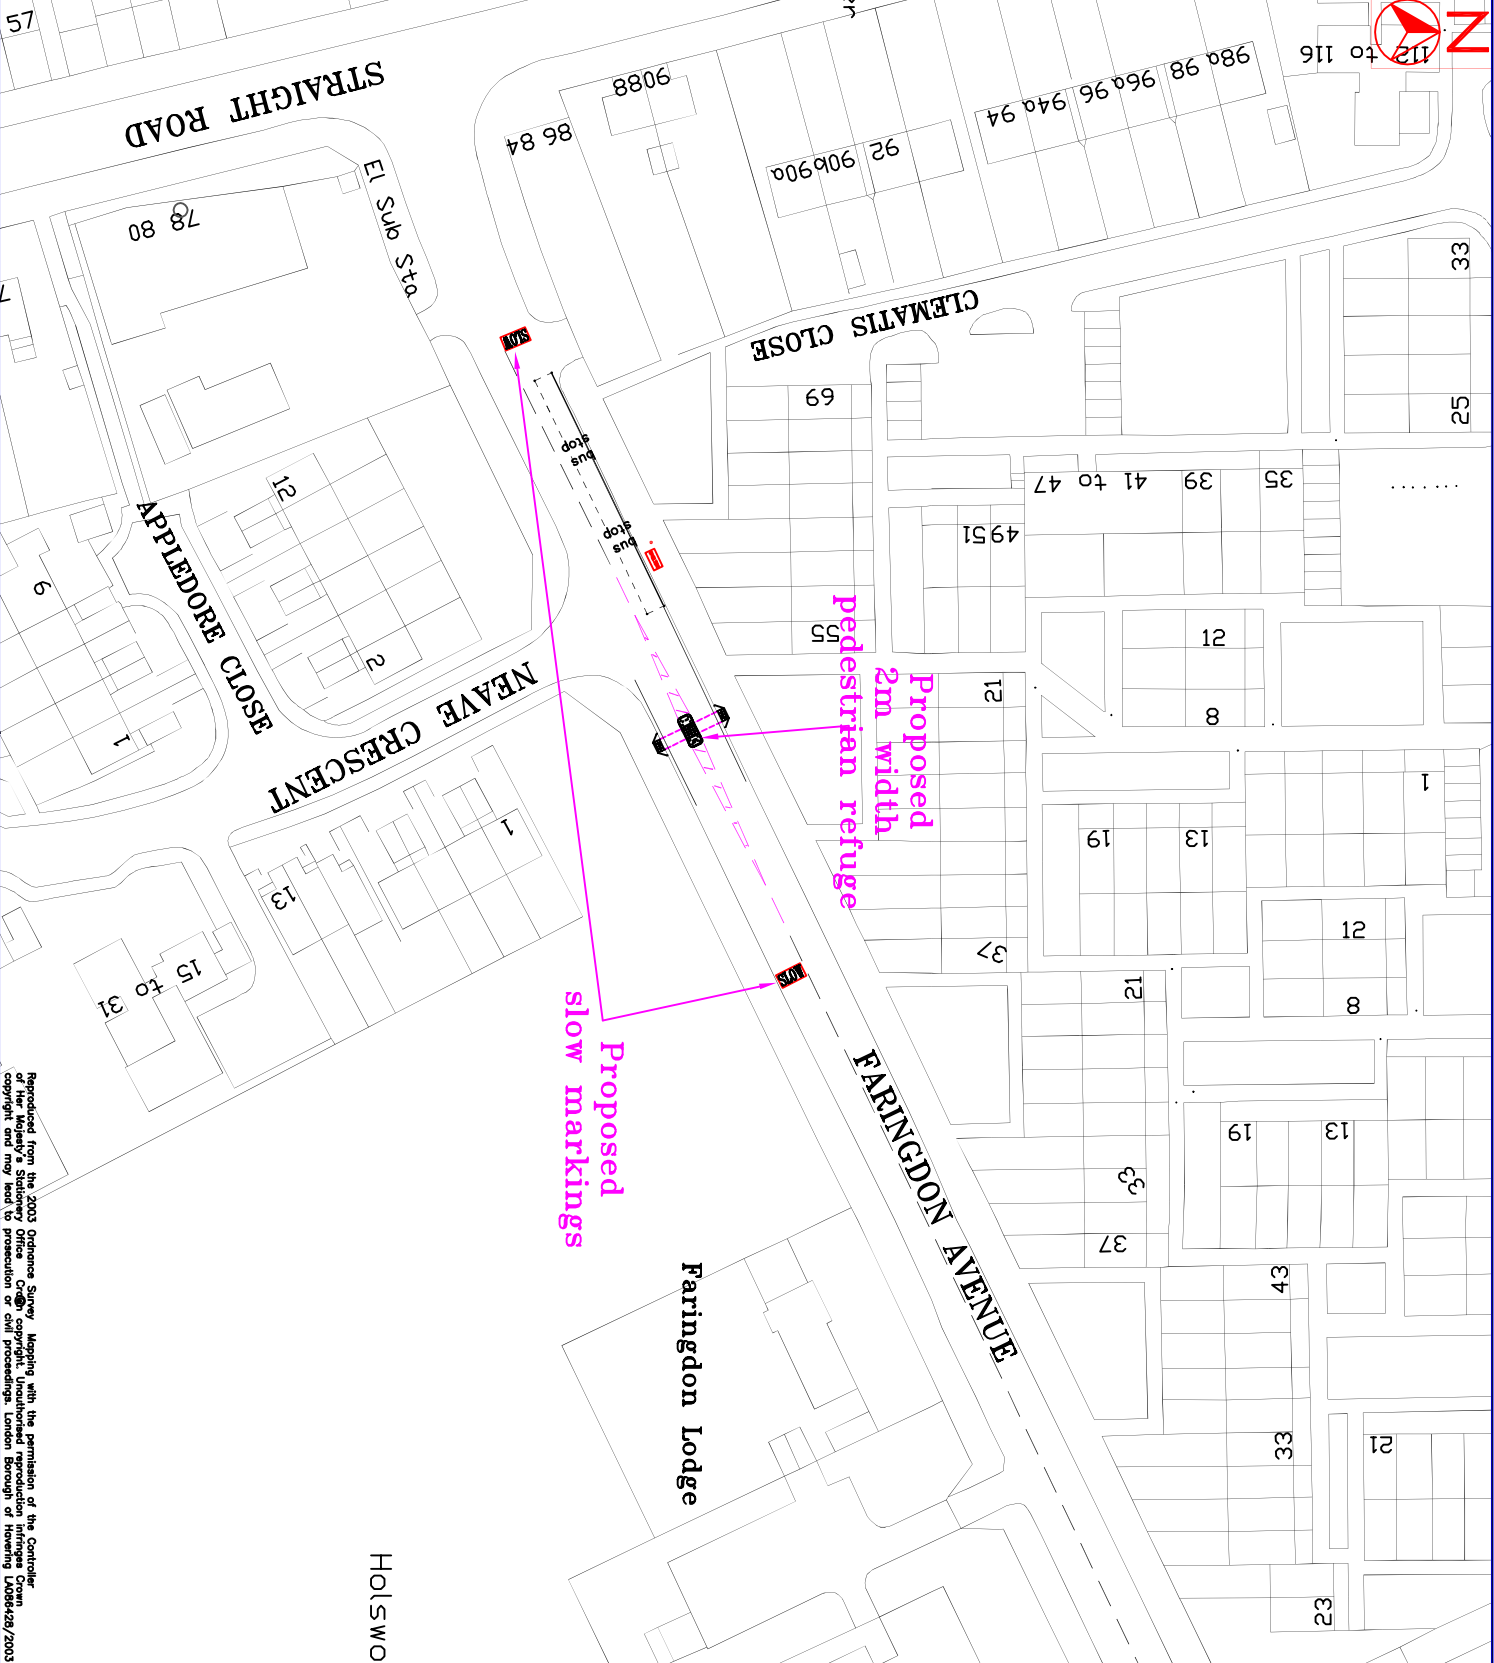 57
STRAIGHT ROAD
78 80
El Sub Sta
84 86
9088
90a 90b 92
94 94a 96 96a 98 98a
112 to 116
N
CLEMATIS CLOSE
SLOW
bus
stop
bus
stop
69
55
33
25
47 to 41 39 35
4951
12
8
21
37
19 13
1
12
8
21
33
37
19 13
43
33
21
23
12
2
APPLEDORE CLOSE
6
1
NEAVE CRESCENT
1
13
15 to 31
Proposed
2m width
pedestrian refuge
SLOW
Proposed
slow markings
FARINGDON AVENUE
Faringdon Lodge
Holswo
Reproduced from the 2003 Ordnance Survey Mapping with the permission of the Controller
of Her Majesty's Stationery Office Crown copyright. Unauthorised reproduction infringes Crown
copyright and may lead to prosecution or civil proceedings. London Borough of Havering LA086428/2003